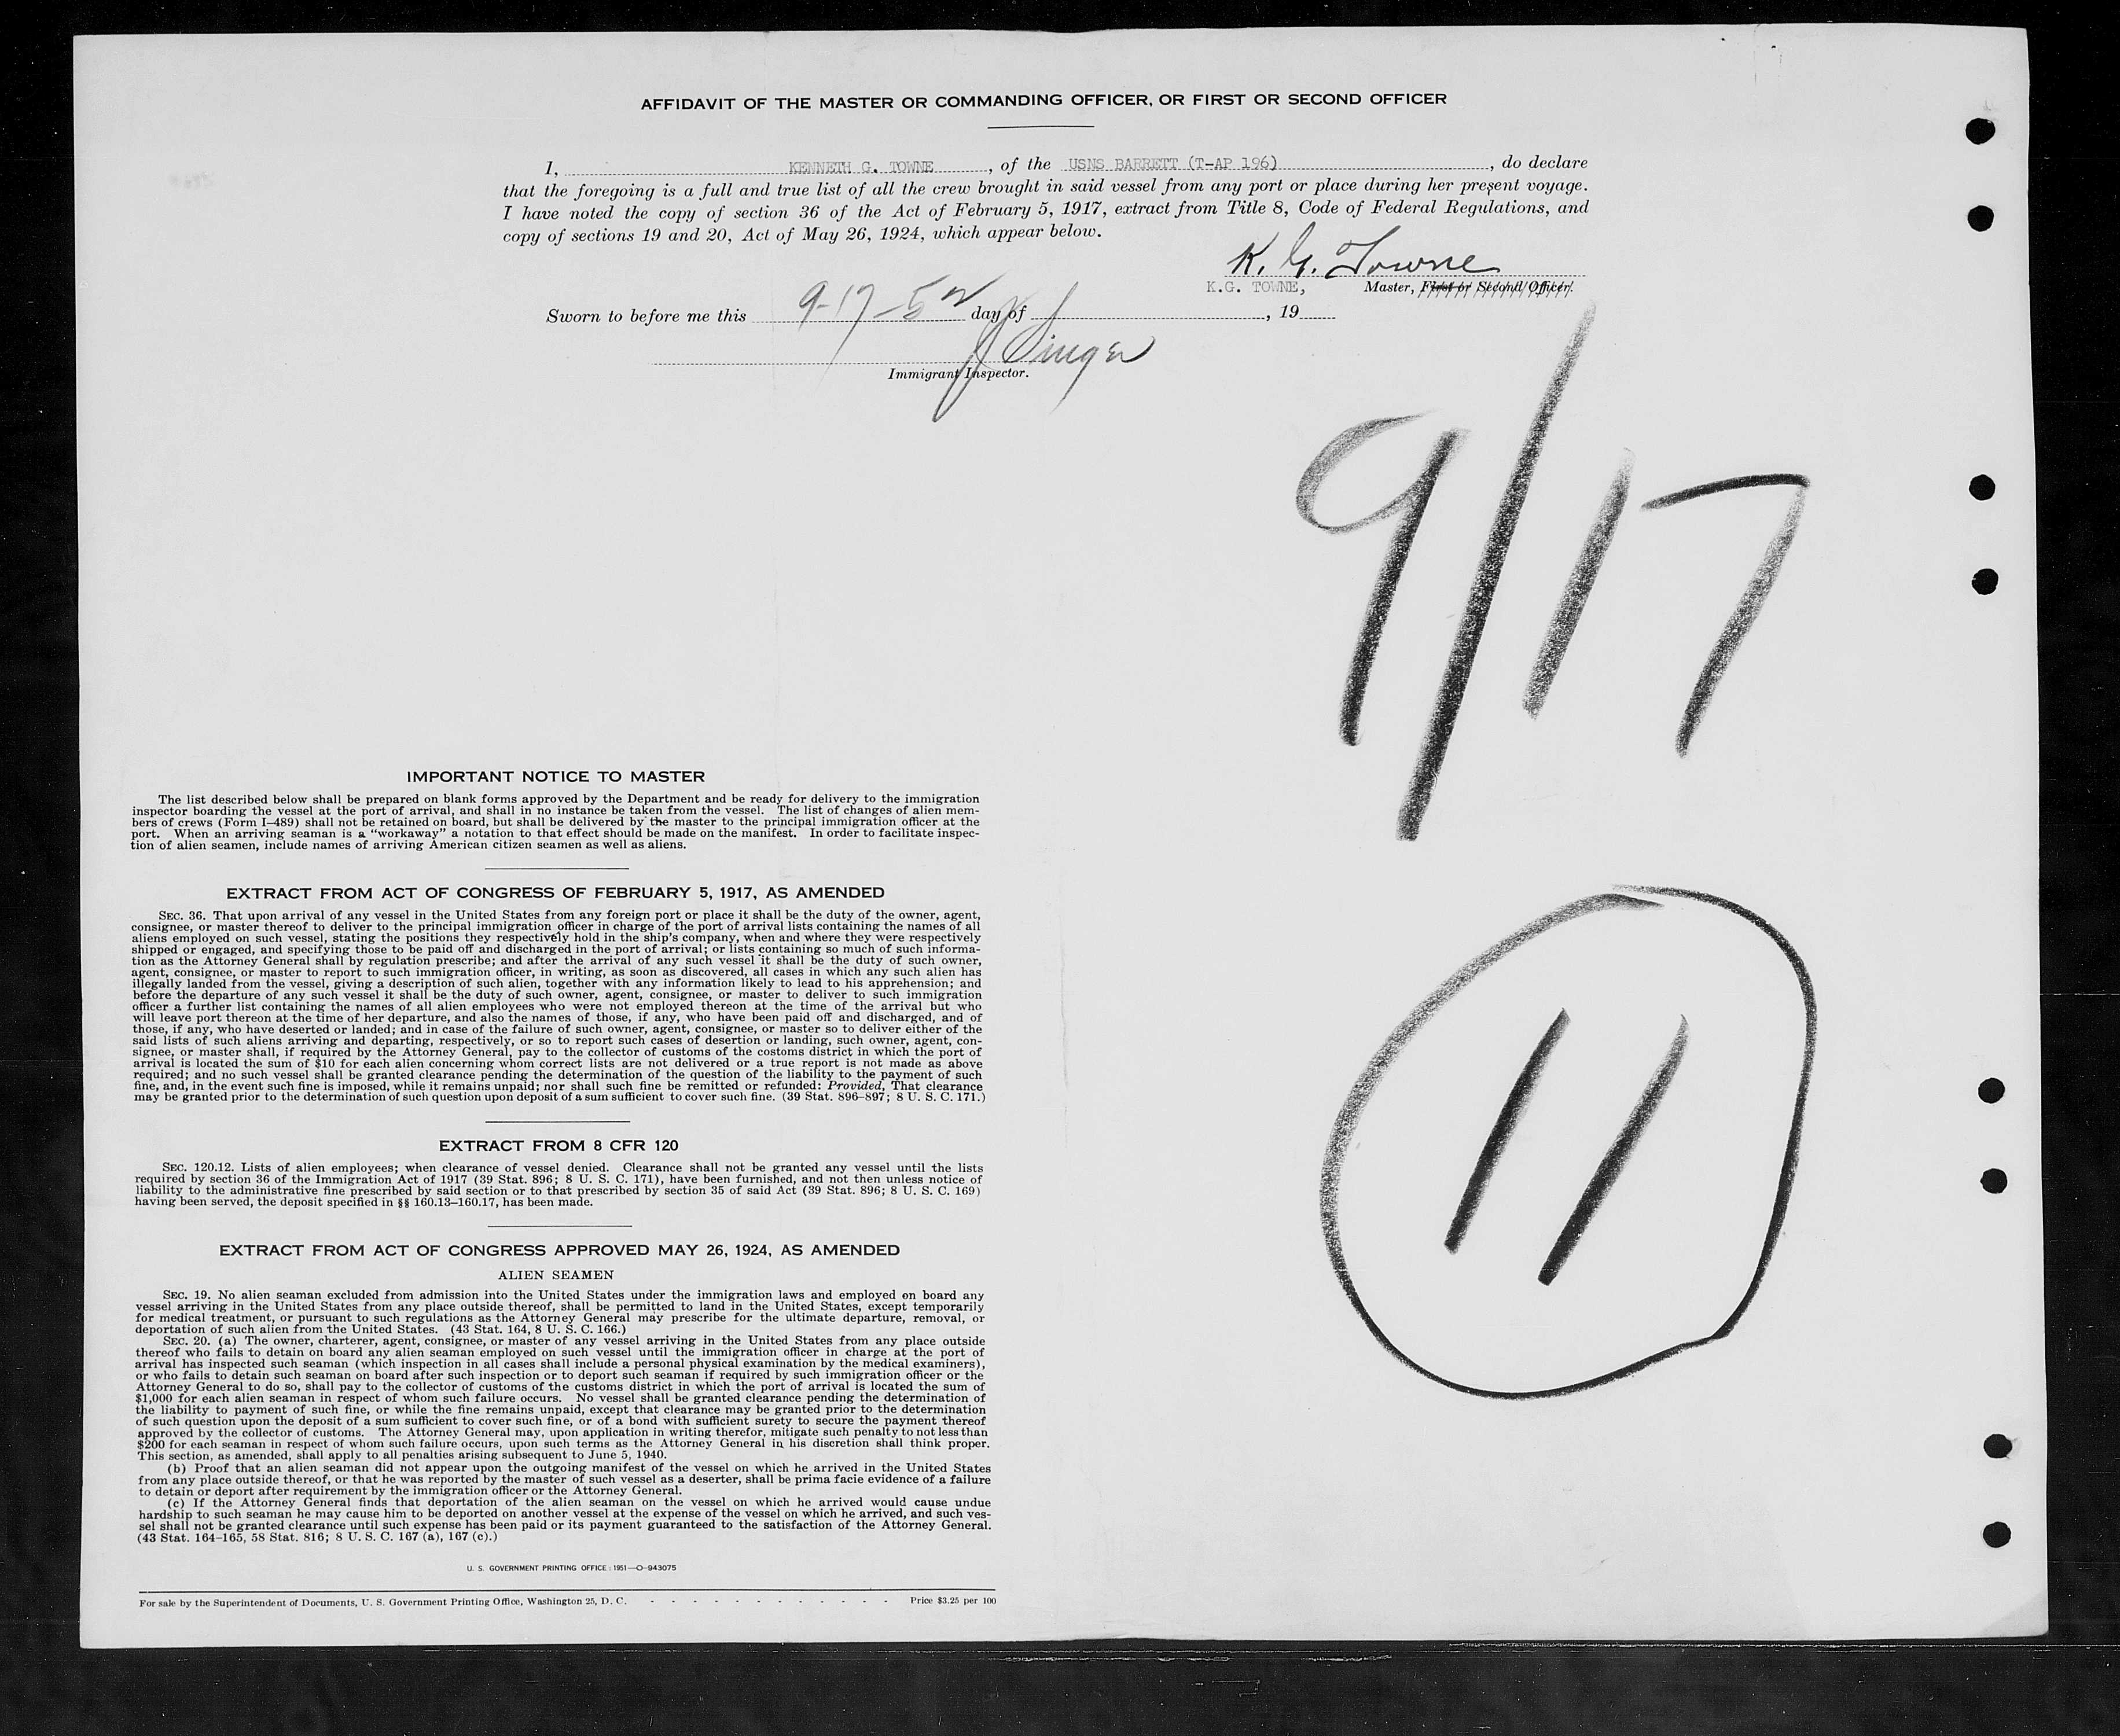 AFFIDAVIT OF THE MASTER OR COMMANDING OFFICER, OR FIRST OR SECOND OFFICER
I, KENNETH G. TOWNE, of the USNS BARRETT (T-AP 196), do declare
that the foregoing is a full and true list of all the crew brought in said vessel from any port or place during her present voyage.
I have noted the copy of section 36 of the Act of February 5, 1917, extract from Title 8, Code of Federal Regulations, and
copy of sections 19 and 20, Act of May 26, 1924, which appear below.
K. G. Towne
K.G. TOWNE, Master, First or Second Officer.
Sworn to before me this 9-17-52 day of , 19
J Singer
Immigrant Inspector.
9/17
11
IMPORTANT NOTICE TO MASTER
The list described below shall be prepared on blank forms approved by the Department and be ready for delivery to the immigration
inspector boarding the vessel at the port of arrival, and shall in no instance be taken from the vessel. The list of changes of alien mem-
bers of crews (Form I-489) shall not be retained on board, but shall be delivered by the master to the principal immigration officer at the
port. When an arriving seaman is a "workaway" a notation to that effect should be made on the manifest. In order to facilitate inspec-
tion of alien seamen, include names of arriving American citizen seamen as well as aliens.
EXTRACT FROM ACT OF CONGRESS OF FEBRUARY 5, 1917, AS AMENDED
SEC. 36. That upon arrival of any vessel in the United States from any foreign port or place it shall be the duty of the owner, agent,
consignee, or master thereof to deliver to the principal immigration officer in charge of the port of arrival lists containing the names of all
aliens employed on such vessel, stating the positions they respectively hold in the ship's company, when and where they were respectively
shipped or engaged, and specifying those to be paid off and discharged in the port of arrival; or lists containing so much of such informa-
tion as the Attorney General shall by regulation prescribe; and after the arrival of any such vessel it shall be the duty of such owner,
agent, consignee, or master to report to such immigration officer, in writing, as soon as discovered, all cases in which any such alien has
illegally landed from the vessel, giving a description of such alien, together with any information likely to lead to his apprehension; and
before the departure of any such vessel it shall be the duty of such owner, agent, consignee, or master to deliver to such immigration
officer a further list containing the names of all alien employees who were not employed thereon at the time of the arrival but who
will leave port thereon at the time of her departure, and also the names of those, if any, who have been paid off and discharged, and of
those, if any, who have deserted or landed; and in case of the failure of such owner, agent, consignee, or master so to deliver either of the
said lists of such aliens arriving and departing, respectively, or so to report such cases of desertion or landing, such owner, agent, con-
signee, or master shall, if required by the Attorney General, pay to the collector of customs of the costoms district in which the port of
arrival is located the sum of $10 for each alien concerning whom correct lists are not delivered or a true report is not made as above
required; and no such vessel shall be granted clearance pending the determination of the question of the liability to the payment of such
fine, and, in the event such fine is imposed, while it remains unpaid; nor shall such fine be remitted or refunded: Provided, That clearance
may be granted prior to the determination of such question upon deposit of a sum sufficient to cover such fine. (39 Stat. 896-897; 8 U. S. C. 171.)
EXTRACT FROM 8 CFR 120
SEC. 120.12. Lists of alien employees; when clearance of vessel denied. Clearance shall not be granted any vessel until the lists
required by section 36 of the Immigration Act of 1917 (39 Stat. 896; 8 U. S. C. 171), have been furnished, and not then unless notice of
liability to the administrative fine prescribed by said section or to that prescribed by section 35 of said Act (39 Stat. 896; 8 U. S. C. 169)
having been served, the deposit specified in §§ 160.13-160.17, has been made.
EXTRACT FROM ACT OF CONGRESS APPROVED MAY 26, 1924, AS AMENDED
ALIEN SEAMEN
SEC. 19. No alien seaman excluded from admission into the United States under the immigration laws and employed on board any
vessel arriving in the United States from any place outside thereof, shall be permitted to land in the United States, except temporarily
for medical treatment, or pursuant to such regulations as the Attorney General may prescribe for the ultimate departure, removal, or
deportation of such alien from the United States. (43 Stat. 164, 8 U. S. C. 166.)
SEC. 20. (a) The owner, charterer, agent, consignee, or master of any vessel arriving in the United States from any place outside
thereof who fails to detain on board any alien seaman employed on such vessel until the immigration officer in charge at the port of
arrival has inspected such seaman (which inspection in all cases shall include a personal physical examination by the medical examiners),
or who fails to detain such seaman on board after such inspection or to deport such seaman if required by such immigration officer or the
Attorney General to do so, shall pay to the collector of customs of the customs district in which the port of arrival is located the sum of
$1,000 for each alien seaman in respect of whom such failure occurs. No vessel shall be granted clearance pending the determination of
the liability to payment of such fine, or while the fine remains unpaid, except that clearance may be granted prior to the determination
of such question upon the deposit of a sum sufficient to cover such fine, or of a bond with sufficient surety to secure the payment thereof
approved by the collector of customs. The Attorney General may, upon application in writing therefor, mitigate such penalty to not less than
$200 for each seaman in respect of whom such failure occurs, upon such terms as the Attorney General in his discretion shall think proper.
This section, as amended, shall apply to all penalties arising subsequent to June 5, 1940.
(b) Proof that an alien seaman did not appear upon the outgoing manifest of the vessel on which he arrived in the United States
from any place outside thereof, or that he was reported by the master of such vessel as a deserter, shall be prima facie evidence of a failure
to detain or deport after requirement by the immigration officer or the Attorney General.
(c) If the Attorney General finds that deportation of the alien seaman on the vessel on which he arrived would cause undue
hardship to such seaman he may cause him to be deported on another vessel at the expense of the vessel on which he arrived, and such ves-
sel shall not be granted clearance until such expense has been paid or its payment guaranteed to the satisfaction of the Attorney General.
(43 Stat. 164-165, 58 Stat. 816; 8 U. S. C. 167 (a), 167 (c).)
U. S. GOVERNMENT PRINTING OFFICE : 1951—O-943075
For sale by the Superintendent of Documents, U. S. Government Printing Office, Washington 25, D. C. - - - - - - - - - - - - Price $3.25 per 100